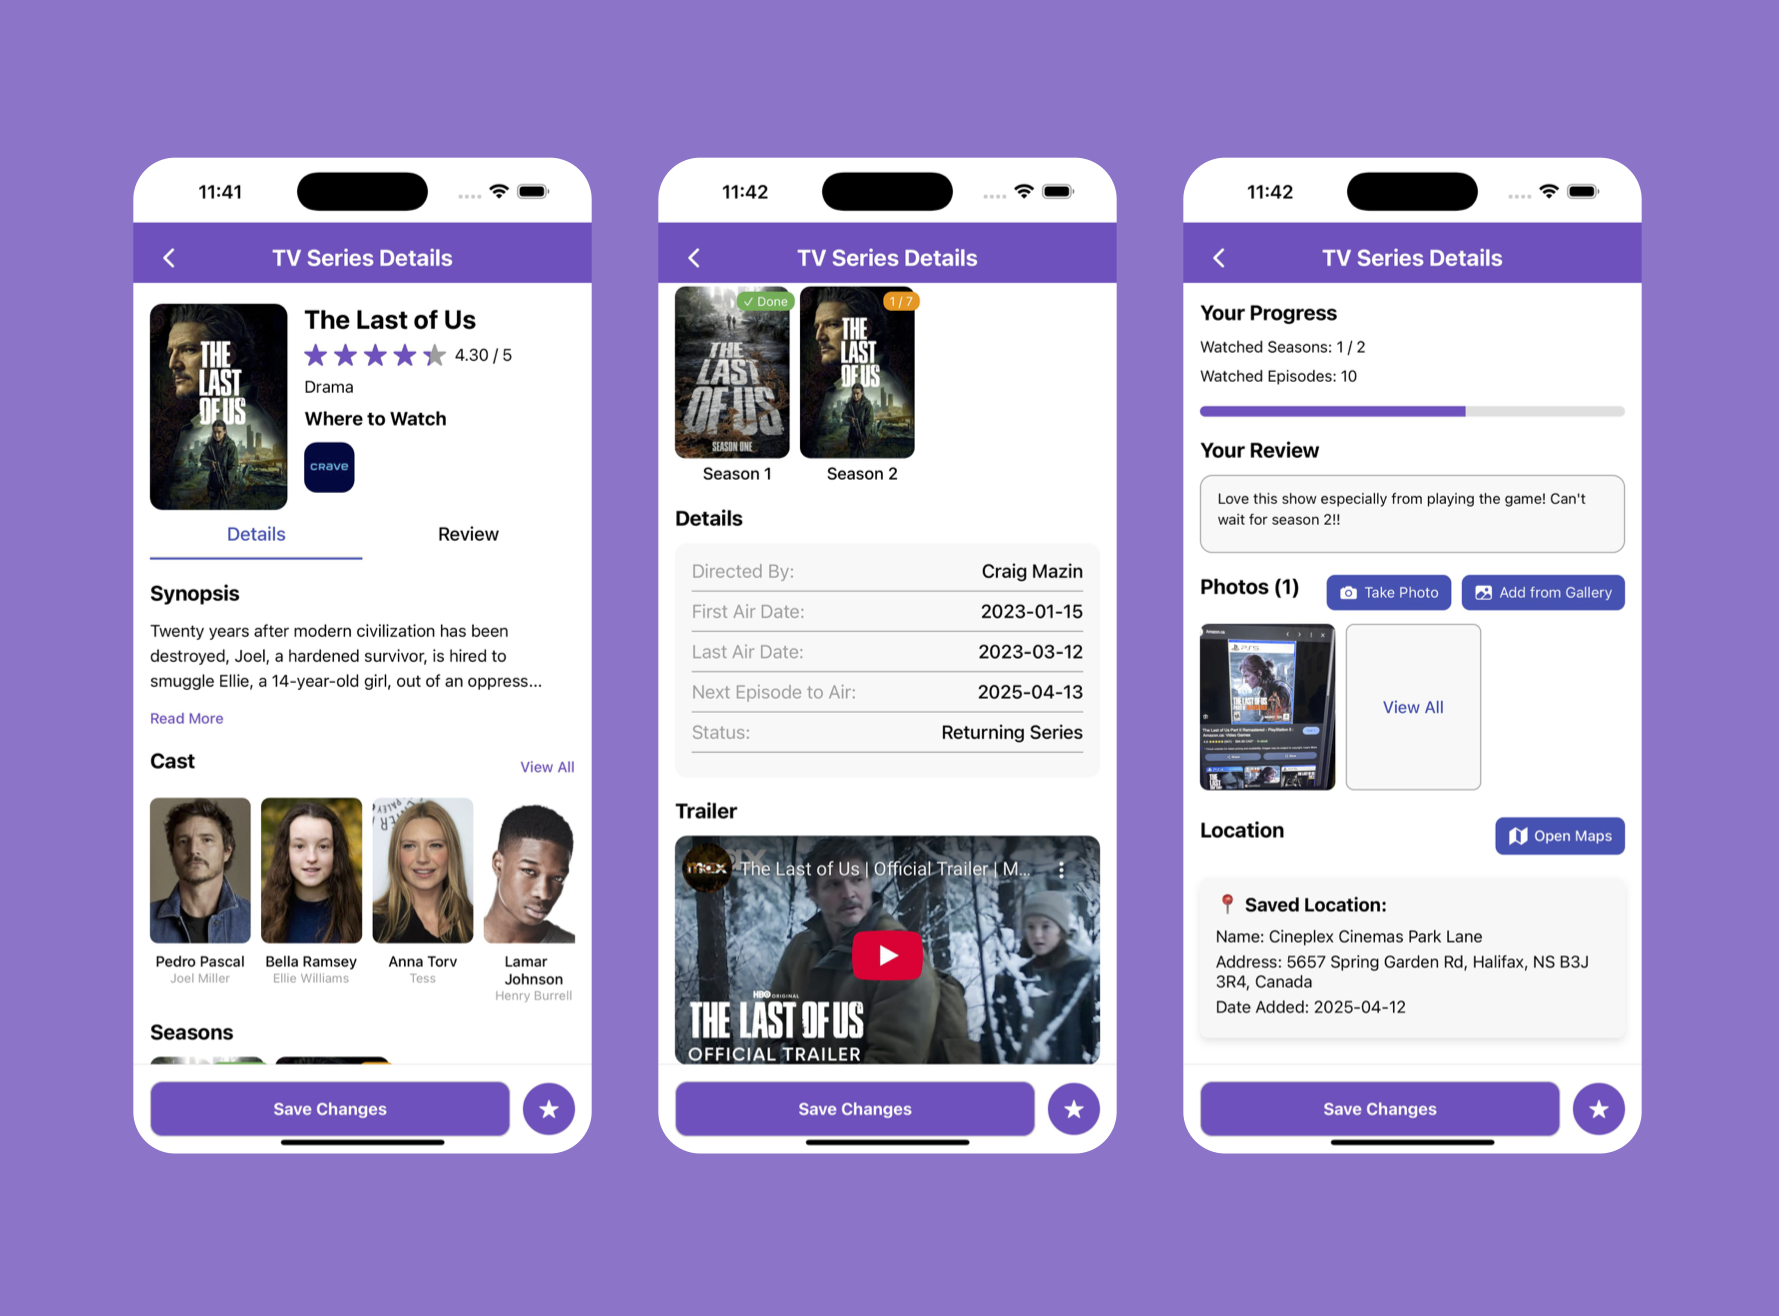 11:41
TV Series Details
THE
LAST
OF US
The Last of Us
4.30 / 5
Drama
Where to Watch
CRAVE
Details
Review
Synopsis
Twenty years after modern civilization has been
destroyed, Joel, a hardened survivor, is hired to
smuggle Ellie, a 14-year-old girl, out of an oppress...
Read More
Cast
View All
Pedro Pascal
Joel Miller
Bella Ramsey
Ellie Williams
Anna Torv
Tess
Lamar
Johnson
Henry Burrell
Seasons
Save Changes
11:42
TV Series Details
✓ Done
THE
LAST
OF US
SEASON ONE
Season 1
1 / 7
THE
LAST
OF US
Season 2
Details
Directed By: Craig Mazin
First Air Date: 2023-01-15
Last Air Date: 2023-03-12
Next Episode to Air: 2025-04-13
Status: Returning Series
Trailer
max
The Last of Us | Official Trailer | M...
HBO ORIGINAL
THE LAST OF US
OFFICIAL TRAILER
Save Changes
11:42
TV Series Details
Your Progress
Watched Seasons: 1 / 2
Watched Episodes: 10
Your Review
Love this show especially from playing the game! Can't
wait for season 2!!
Photos (1)
Take Photo
Add from Gallery
PS5
THE LAST OF US
View All
Location
Open Maps
Saved Location:
Name: Cineplex Cinemas Park Lane
Address: 5657 Spring Garden Rd, Halifax, NS B3J
3R4, Canada
Date Added: 2025-04-12
Save Changes